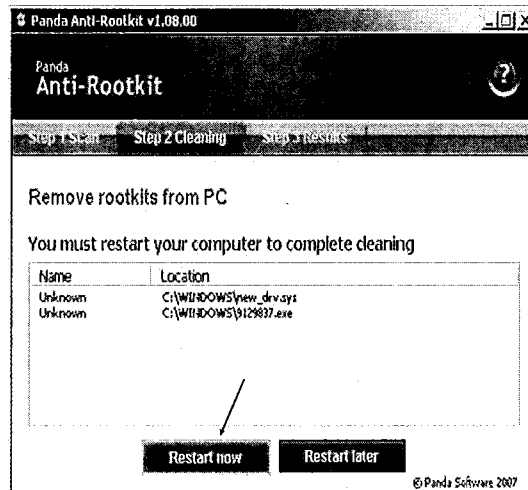 Panda Anti-Rootkit v1.08.00
Panda
Anti-Rootkit
Step 1 Scan Step 2 Cleaning Step 3 Results
Remove rootkits from PC
You must restart your computer to complete cleaning
Name Location
Unknown C:\WINDOWS\new_drv.sys
Unknown C:\WINDOWS\9129837.exe
Restart now Restart later
© Panda Software 2007